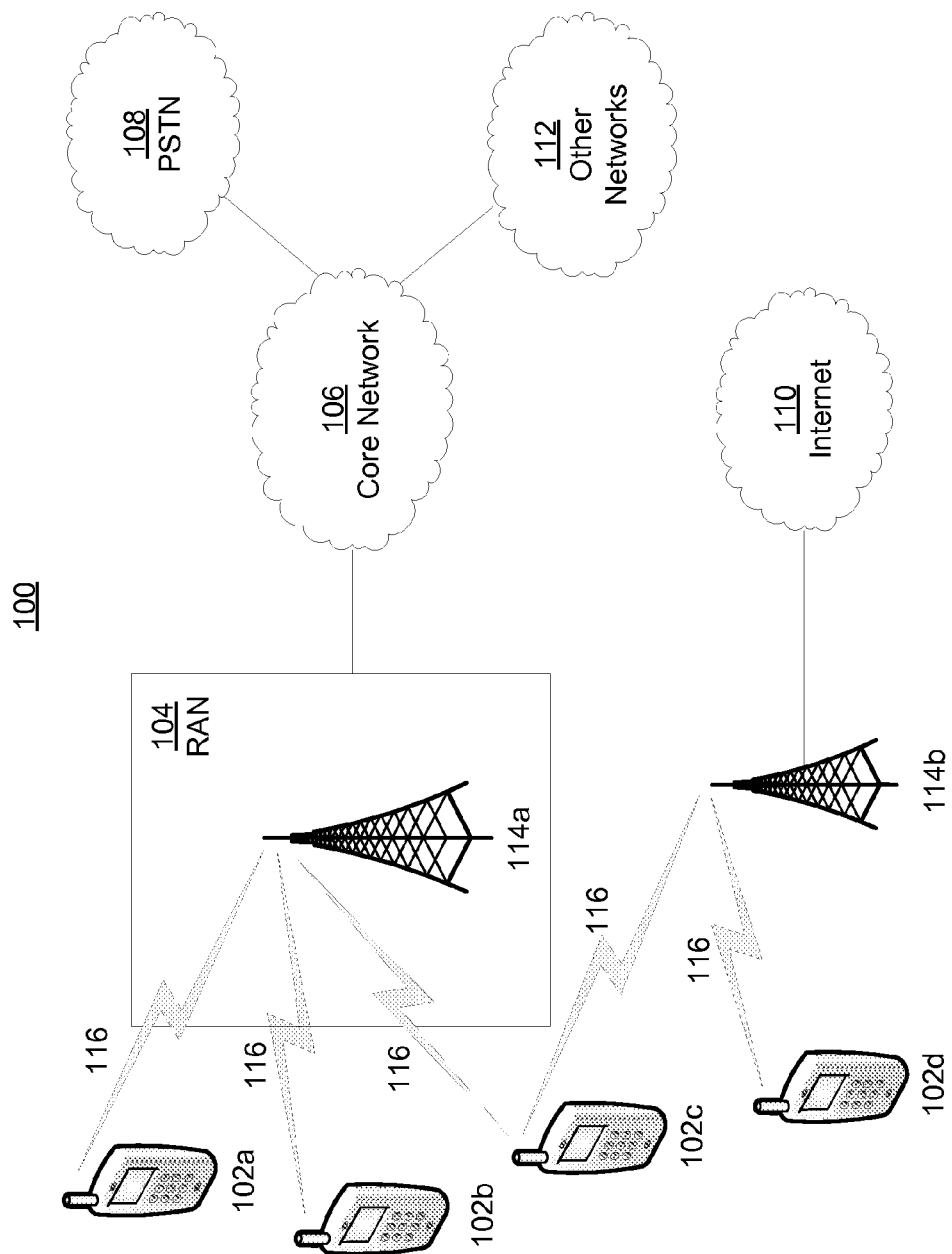 100
108
PSTN
106
Core Network
112
Other
Networks
104
RAN
114a
110
Internet
114b
116
116
116
116
116
102a
102b
102c
102d